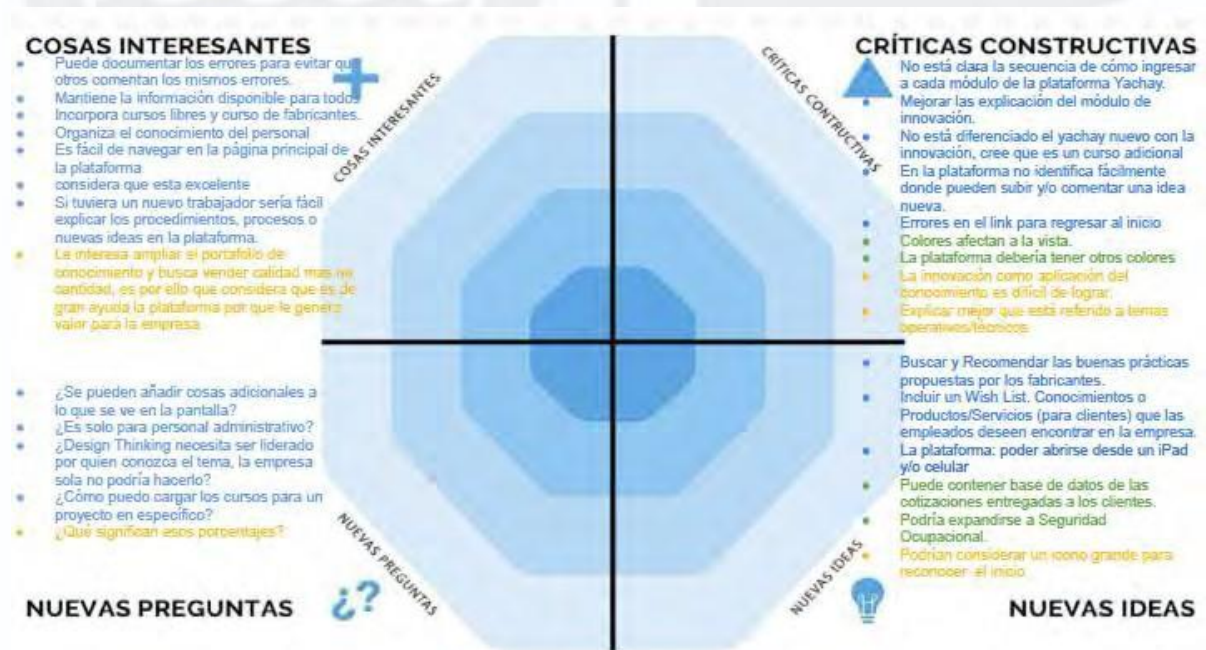 COSAS INTERESANTES
• Puede documentar los errores para evitar que
otros comentan los mismos errores.
• Mantiene la información disponible para todos
• Incorpora cursos libres y curso de fabricantes.
• Organiza el conocimiento del personal
• Es fácil de navegar en la página principal de
la plataforma
• considera que esta excelente
• Si tuviera un nuevo trabajador sería fácil
explicar los procedimientos, procesos o
nuevas ideas en la plataforma.
• Le interesa ampliar el portafolio de
conocimiento y busca vender calidad mas no
cantidad, es por ello que considera que es de
gran ayuda la plataforma por que le genera
valor para la empresa
COSAS INTERESANTES
CRÍTICAS CONSTRUCTIVAS
CRÍTICAS CONSTRUCTIVAS
• No está clara la secuencia de cómo ingresar
a cada módulo de la plataforma Yachay.
• Mejorar las explicación del módulo de
innovación.
• No está diferenciado el yachay nuevo con la
innovación, cree que es un curso adicional
• En la plataforma no identifica fácilmente
donde pueden subir y/o comentar una idea
nueva.
• Errores en el link para regresar al inicio
• Colores afectan a la vista.
• La plataforma debería tener otros colores
• La innovación como aplicación del
conocimiento es difícil de lograr.
• Explicar mejor que está referido a temas
operativos/técnicos
• ¿Se pueden añadir cosas adicionales a
lo que se ve en la pantalla?
• ¿Es solo para personal administrativo?
• ¿Design Thinking necesita ser liderado
por quien conozca el tema, la empresa
sola no podría hacerlo?
• ¿Cómo puedo cargar los cursos para un
proyecto en específico?
• ¿Qué significan esos porcentajes?
NUEVAS PREGUNTAS
¿?
NUEVAS PREGUNTAS
• Buscar y Recomendar las buenas prácticas
propuestas por los fabricantes.
• Incluir un Wish List. Conocimientos o
Productos/Servicios (para clientes) que las
empleados deseen encontrar en la empresa.
• La plataforma: poder abrirse desde un iPad
y/o celular
• Puede contener base de datos de las
cotizaciones entregadas a los clientes.
• Podría expandirse a Seguridad
Ocupacional.
• Podrían considerar un icono grande para
reconocer el inicio
NUEVAS IDEAS
NUEVAS IDEAS